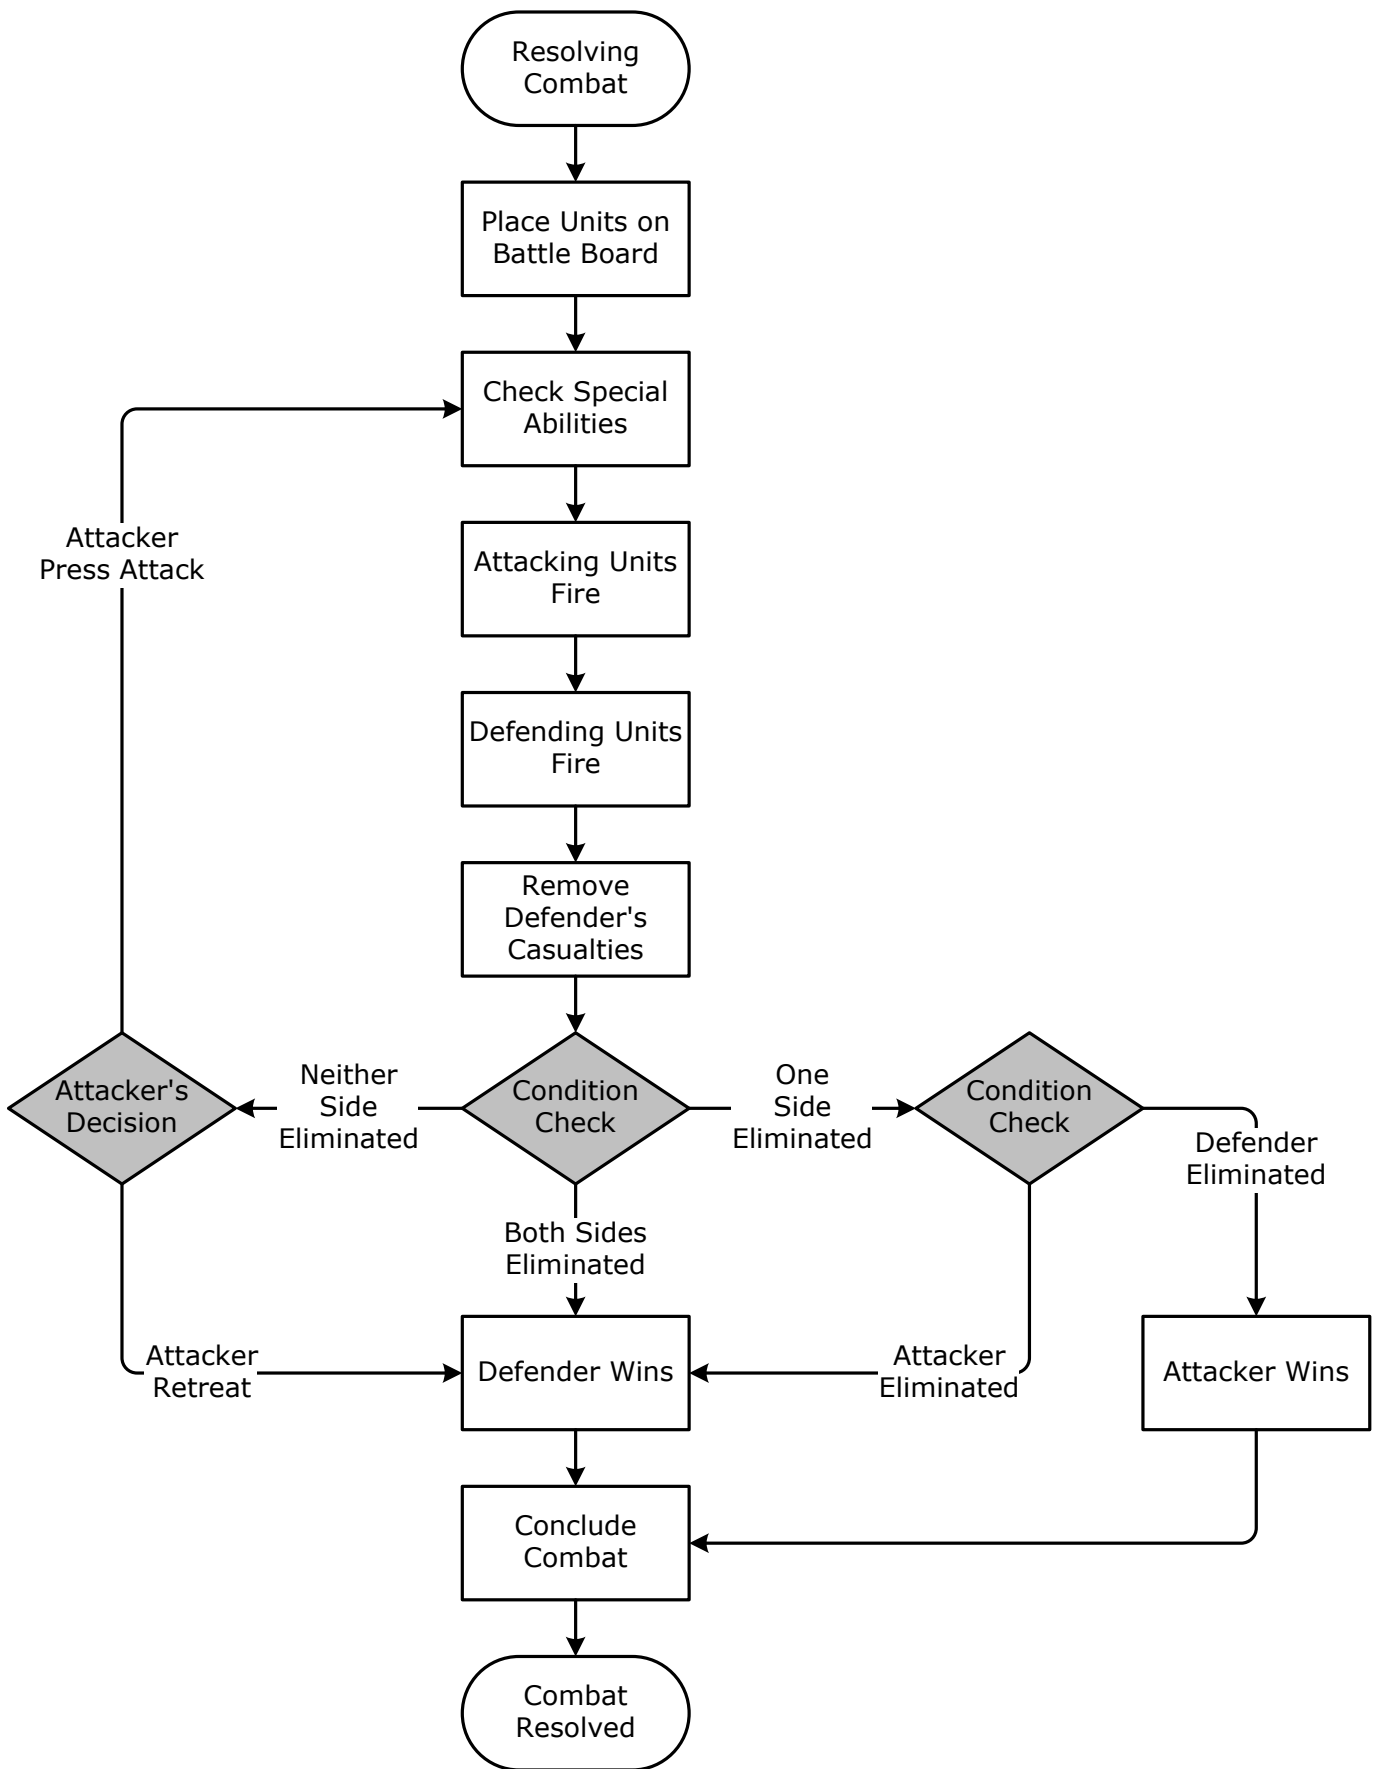 Resolving
Combat
Place Units on
Battle Board
Check Special
Abilities
Attacker
Press Attack
Attacking Units
Fire
Defending Units
Fire
Remove
Defender's
Casualties
Attacker's
Decision
Neither
Side
Eliminated
Condition
Check
One
Side
Eliminated
Condition
Check
Defender
Eliminated
Both Sides
Eliminated
Attacker
Retreat
Defender Wins
Attacker
Eliminated
Attacker Wins
Conclude
Combat
Combat
Resolved